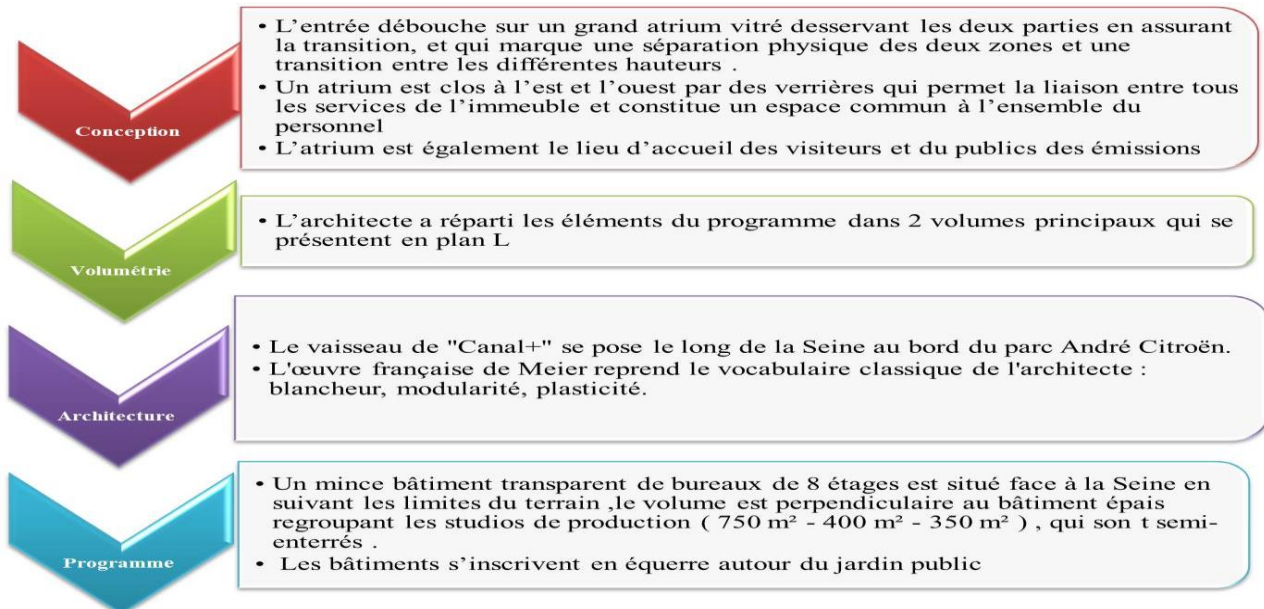 • L’entrée débouche sur un grand atrium vitré desservant les deux parties en assurant
la transition, et qui marque une séparation physique des deux zones et une
transition entre les différentes hauteurs .
• Un atrium est clos à l’est et l’ouest par des verrières qui permet la liaison entre tous
les services de l’immeuble et constitue un espace commun à l’ensemble du
personnel
• L’atrium est également le lieu d’accueil des visiteurs et du publics des émissions
Conception
• L’architecte a réparti les éléments du programme dans 2 volumes principaux qui se
présentent en plan L
Volumétrie
• Le vaisseau de "Canal+" se pose le long de la Seine au bord du parc André Citroën.
• L'œuvre française de Meier reprend le vocabulaire classique de l'architecte :
blancheur, modularité, plasticité.
Architecture
• Un mince bâtiment transparent de bureaux de 8 étages est situé face à la Seine en
suivant les limites du terrain ,le volume est perpendiculaire au bâtiment épais
regroupant les studios de production ( 750 m² - 400 m² - 350 m² ) , qui son t semi-
enterrés .
• Les bâtiments s’inscrivent en équerre autour du jardin public
Programme